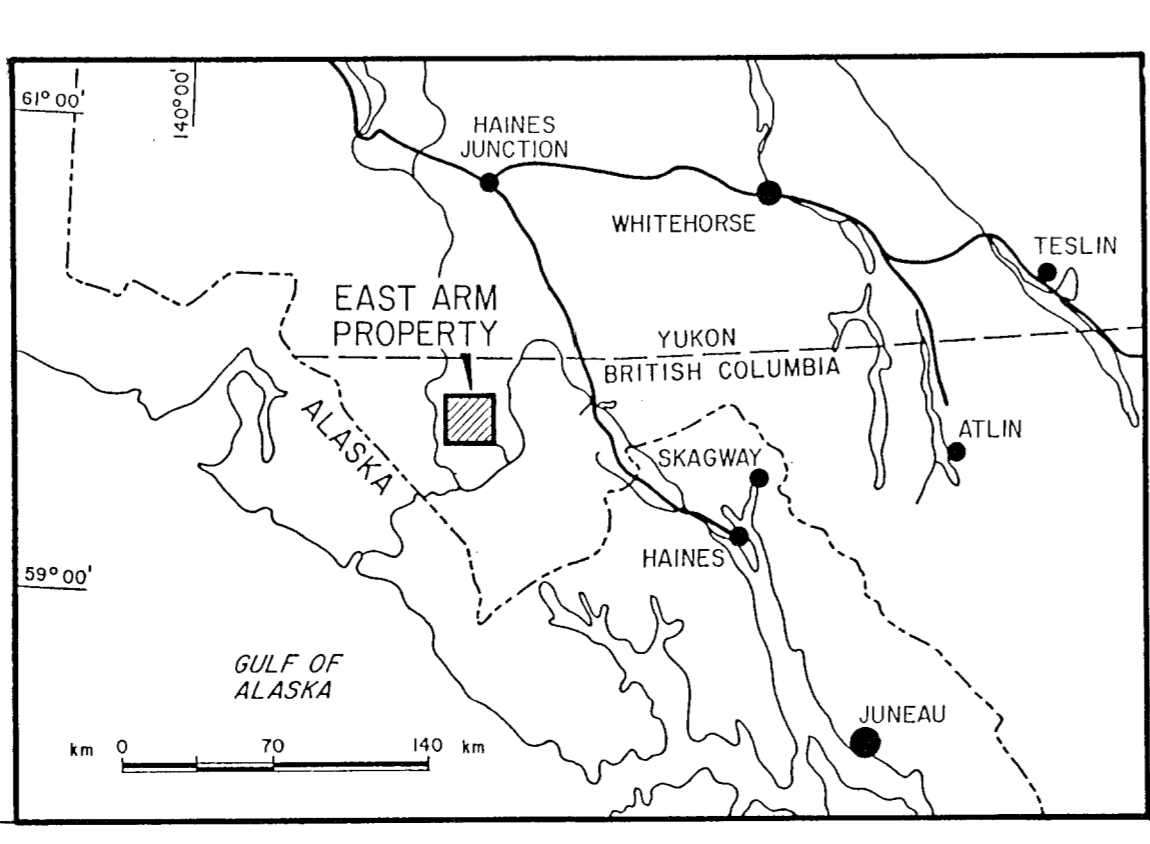 61° 00'
140°00'
HAINES
JUNCTION
WHITEHORSE
TESLIN
EAST ARM
PROPERTY
YUKON
BRITISH COLUMBIA
ALASKA
ATLIN
SKAGWAY
HAINES
59° 00'
GULF OF
ALASKA
JUNEAU
km 0 70 140 km